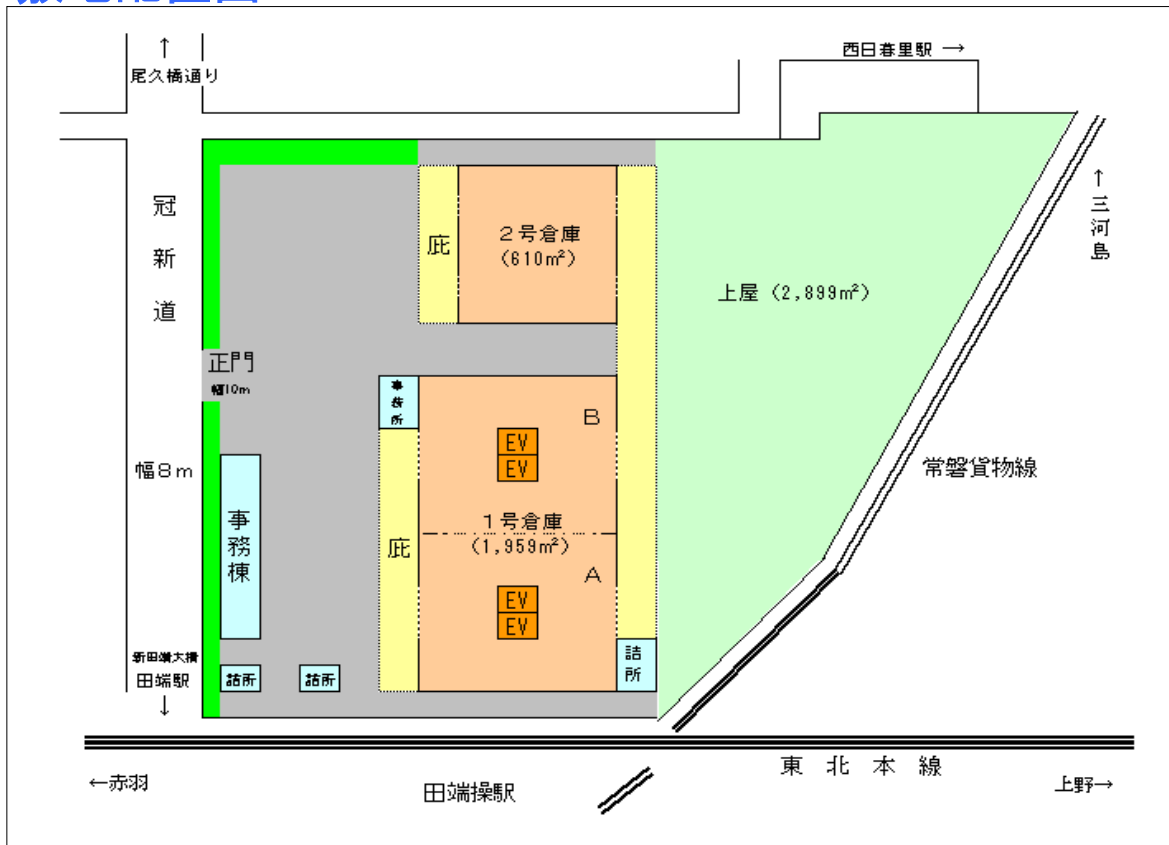 ↑
尾久橋通り
西日暮里駅 →
冠新道
↑三河島
庇
2号倉庫
(610m²)
上屋 (2,899m²)
正門
幅10m
事務所
B
EV
EV
幅8m
常磐貨物線
事務棟
庇
1号倉庫
(1,959m²)
A
EV
EV
新田端大橋
田端駅
↓
詰所
詰所
詰所
東北本線
←赤羽
田端操駅
上野→